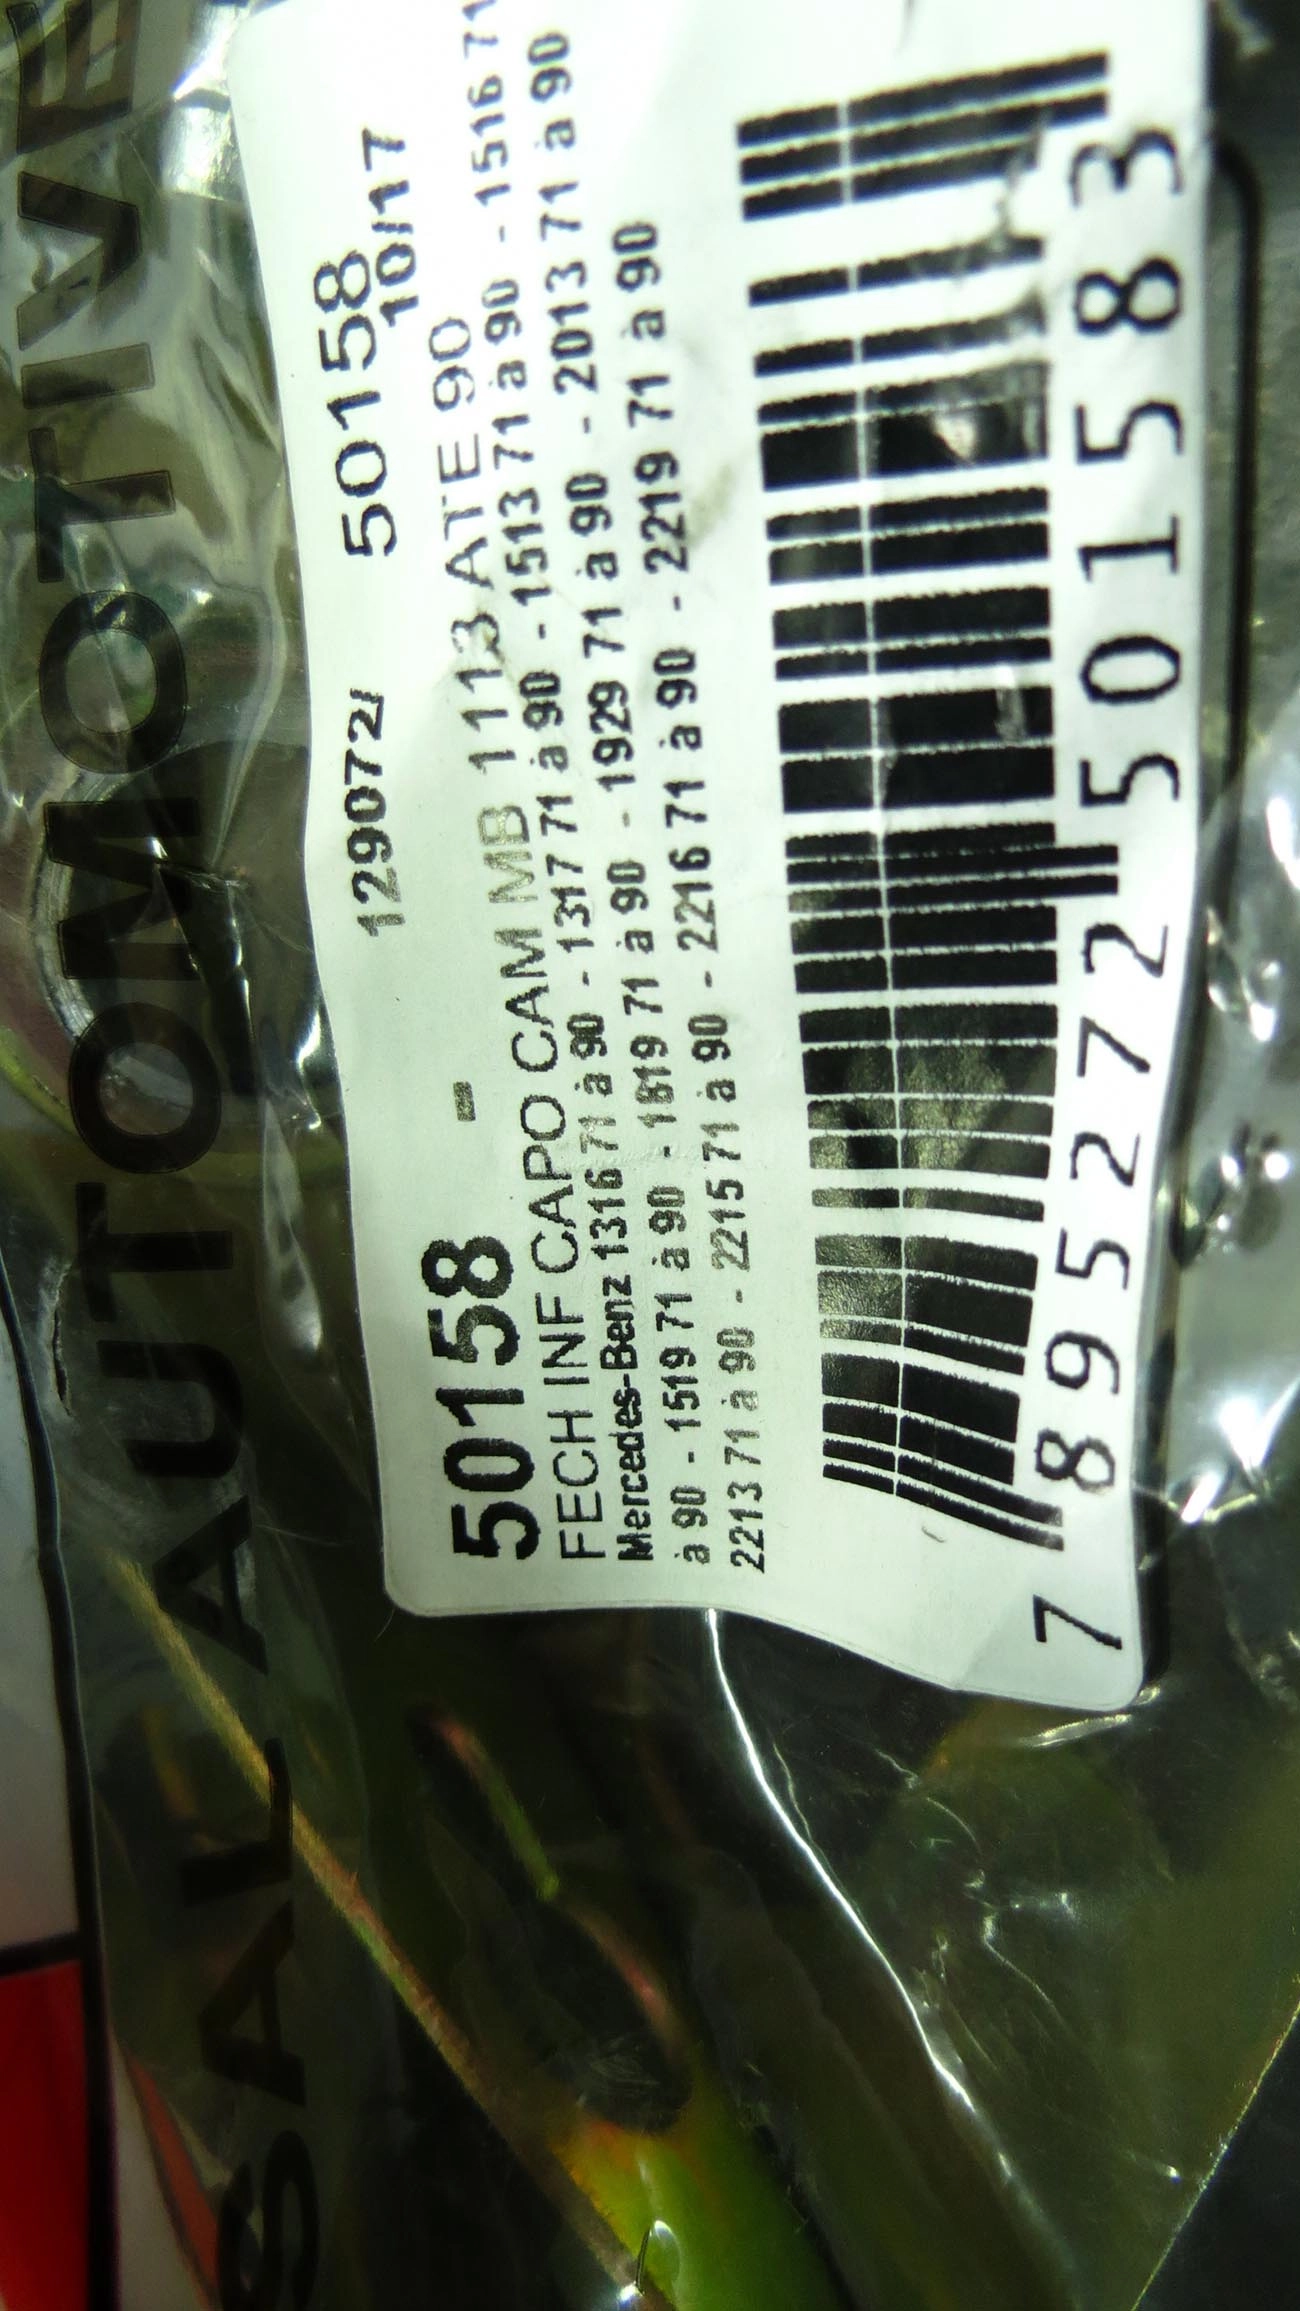 SAL AUTOMOTIVE
129072/ 50158
10/17
50158 -
FECH INF CAPO CAM MB 1113 ATE 90
Mercedes-Benz 1316 71 à 90 - 1317 71 à 90 - 1513 71 à 90 - 1516 71
à 90 - 1519 71 à 90 - 1819 71 à 90 - 1929 71 à 90 - 2013 71 à 90
2213 71 à 90 - 2215 71 à 90 - 2216 71 à 90 - 2219 71 à 90
7 895272 501583